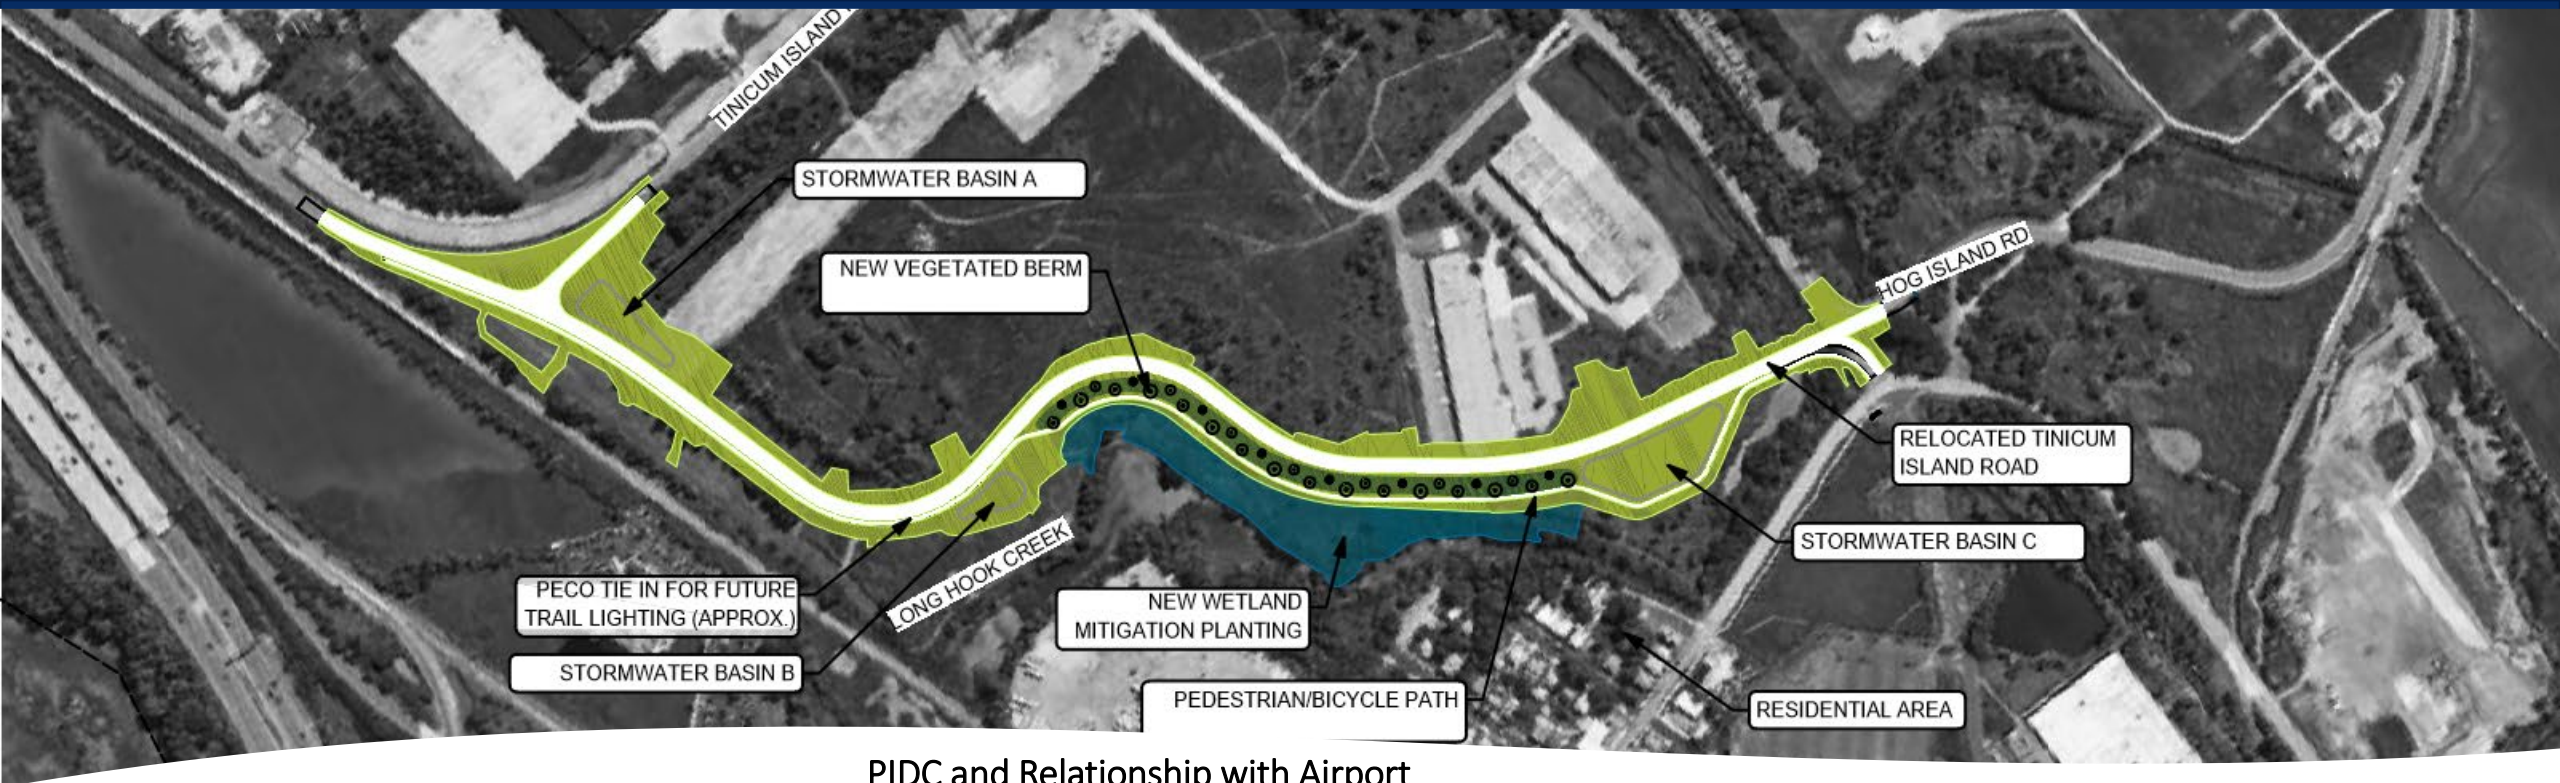 TINICUM ISLAND
STORMWATER BASIN A
NEW VEGETATED BERM
HOG ISLAND RD
RELOCATED TINICUM
ISLAND ROAD
STORMWATER BASIN C
LONG HOOK CREEK
PECO TIE IN FOR FUTURE
TRAIL LIGHTING (APPROX.)
STORMWATER BASIN B
NEW WETLAND
MITIGATION PLANTING
PEDESTRIAN/BICYCLE PATH
RESIDENTIAL AREA
PIDC and Relationship with Airport